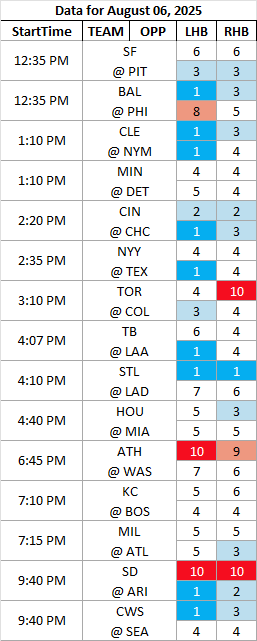 Data for August 06, 2025
StartTime TEAM OPP LHB RHB
12:35 PM
SF 6 6
@ PIT 3 3
12:35 PM
BAL 1 3
@ PHI 8 5
1:10 PM
CLE 1 3
@ NYM 1 4
1:10 PM
MIN 4 4
@ DET 5 4
2:20 PM
CIN 2 2
@ CHC 1 3
2:35 PM
NYY 4 4
@ TEX 1 4
3:10 PM
TOR 4 10
@ COL 3 4
4:07 PM
TB 6 4
@ LAA 1 4
4:10 PM
STL 1 1
@ LAD 7 6
4:40 PM
HOU 5 3
@ MIA 5 5
6:45 PM
ATH 10 9
@ WAS 7 6
7:10 PM
KC 5 6
@ BOS 4 4
7:15 PM
MIL 5 5
@ ATL 5 3
9:40 PM
SD 10 10
@ ARI 1 2
9:40 PM
CWS 1 3
@ SEA 4 4